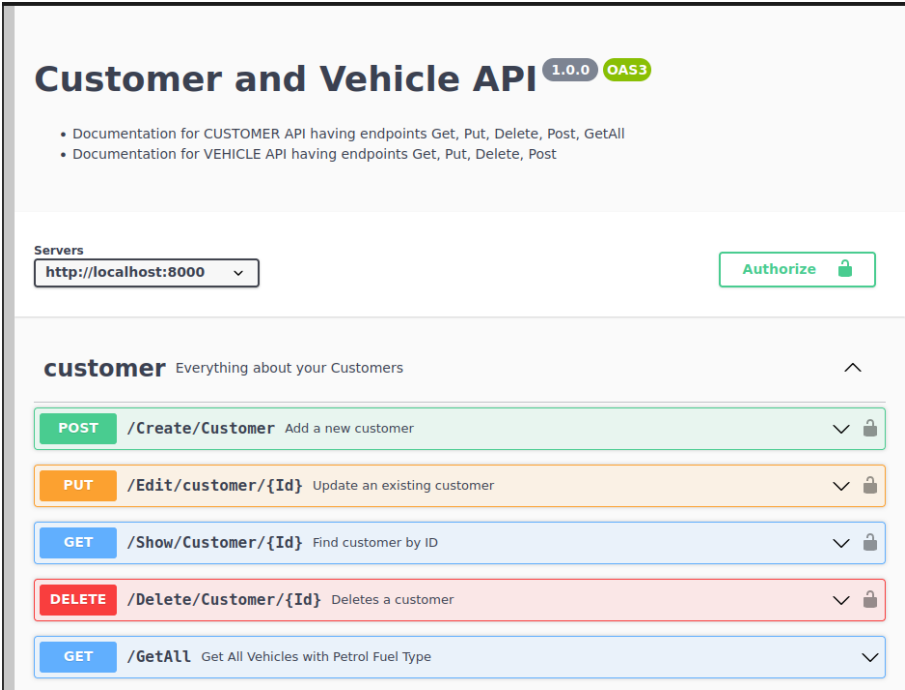 Customer and Vehicle API 1.0.0 OAS3
• Documentation for CUSTOMER API having endpoints Get, Put, Delete, Post, GetAll
• Documentation for VEHICLE API having endpoints Get, Put, Delete, Post
Servers
http://localhost:8000
Authorize
customer Everything about your Customers
POST /Create/Customer Add a new customer
PUT /Edit/customer/{Id} Update an existing customer
GET /Show/Customer/{Id} Find customer by ID
DELETE /Delete/Customer/{Id} Deletes a customer
GET /GetAll Get All Vehicles with Petrol Fuel Type